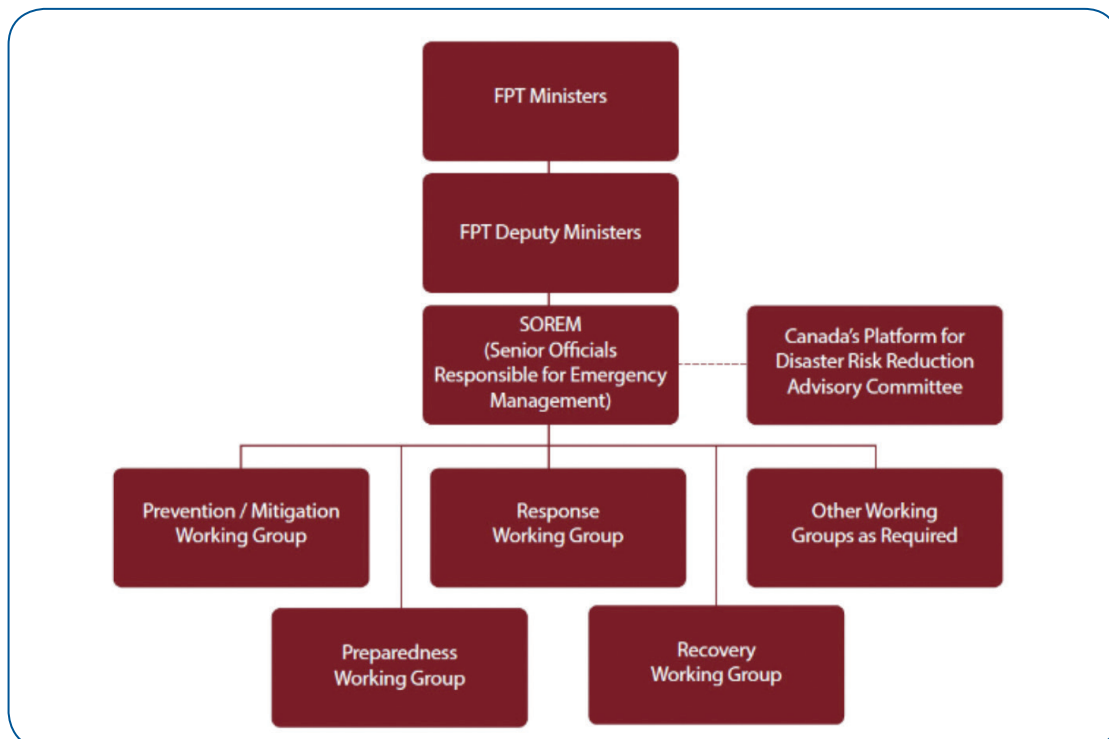 FPT Ministers
FPT Deputy Ministers
SOREM
(Senior Officials
Responsible for Emergency
Management)
Canada's Platform for
Disaster Risk Reduction
Advisory Committee
Prevention / Mitigation
Working Group
Response
Working Group
Other Working
Groups as Required
Preparedness
Working Group
Recovery
Working Group